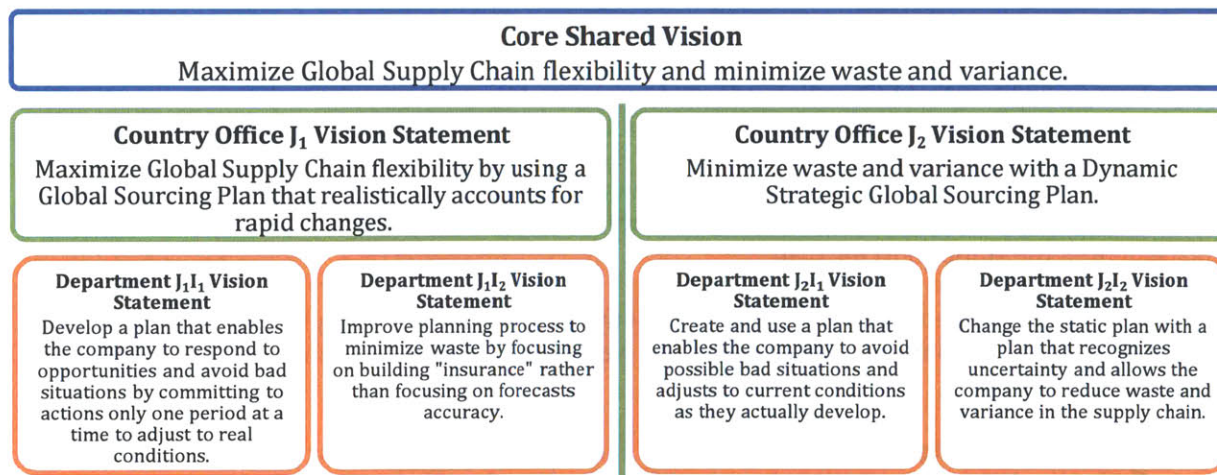 Core Shared Vision
Maximize Global Supply Chain flexibility and minimize waste and variance.
Country Office J₁ Vision Statement
Maximize Global Supply Chain flexibility by using a
Global Sourcing Plan that realistically accounts for
rapid changes.
Country Office J₂ Vision Statement
Minimize waste and variance with a Dynamic
Strategic Global Sourcing Plan.
Department J₁I₁ Vision
Statement
Develop a plan that enables
the company to respond to
opportunities and avoid bad
situations by committing to
actions only one period at a
time to adjust to real
conditions.
Department J₁I₂ Vision
Statement
Improve planning process to
minimize waste by focusing
on building "insurance" rather
than focusing on forecasts
accuracy.
Department J₂I₁ Vision
Statement
Create and use a plan that
enables the company to avoid
possible bad situations and
adjusts to current conditions
as they actually develop.
Department J₂I₂ Vision
Statement
Change the static plan with a
plan that recognizes
uncertainty and allows the
company to reduce waste and
variance in the supply chain.